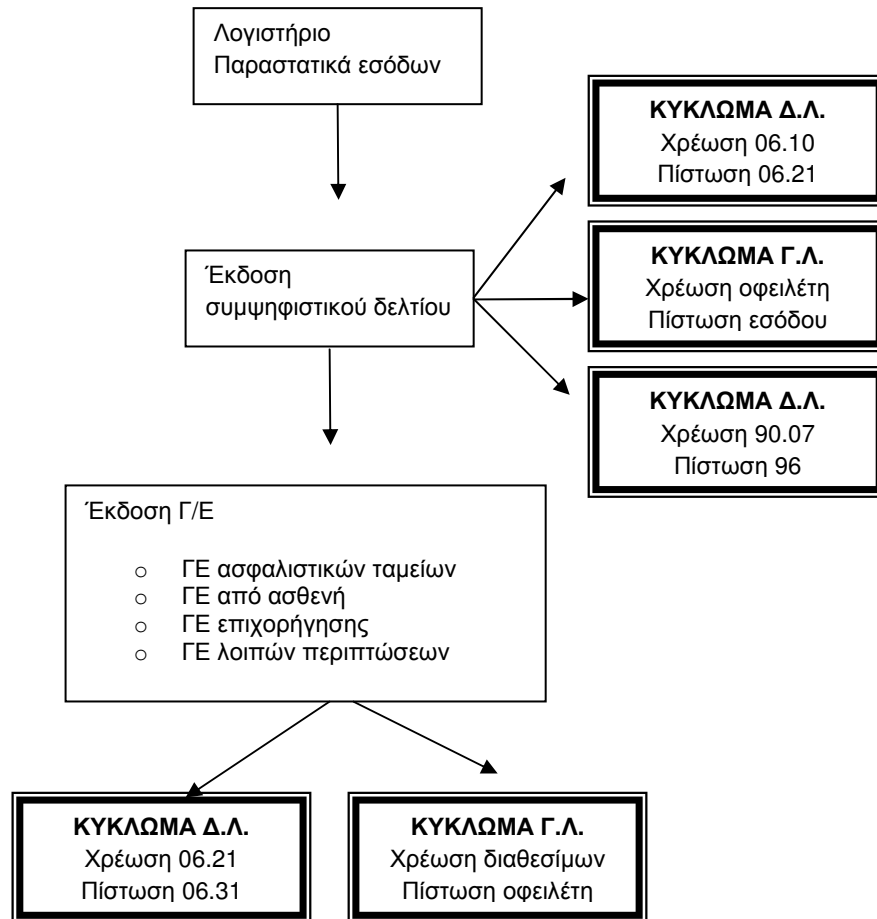 Λογιστήριο
Παραστατικά εσόδων
ΚΥΚΛΩΜΑ Δ.Λ.
Χρέωση 06.10
Πίστωση 06.21
Έκδοση
συμψηφιστικού δελτίου
ΚΥΚΛΩΜΑ Γ.Λ.
Χρέωση οφειλέτη
Πίστωση εσόδου
ΚΥΚΛΩΜΑ Δ.Λ.
Χρέωση 90.07
Πίστωση 96
Έκδοση Γ/Ε
o ΓΕ ασφαλιστικών ταμείων
o ΓΕ από ασθενή
o ΓΕ επιχορήγησης
o ΓΕ λοιπών περιπτώσεων
ΚΥΚΛΩΜΑ Δ.Λ.
Χρέωση 06.21
Πίστωση 06.31
ΚΥΚΛΩΜΑ Γ.Λ.
Χρέωση διαθεσίμων
Πίστωση οφειλέτη